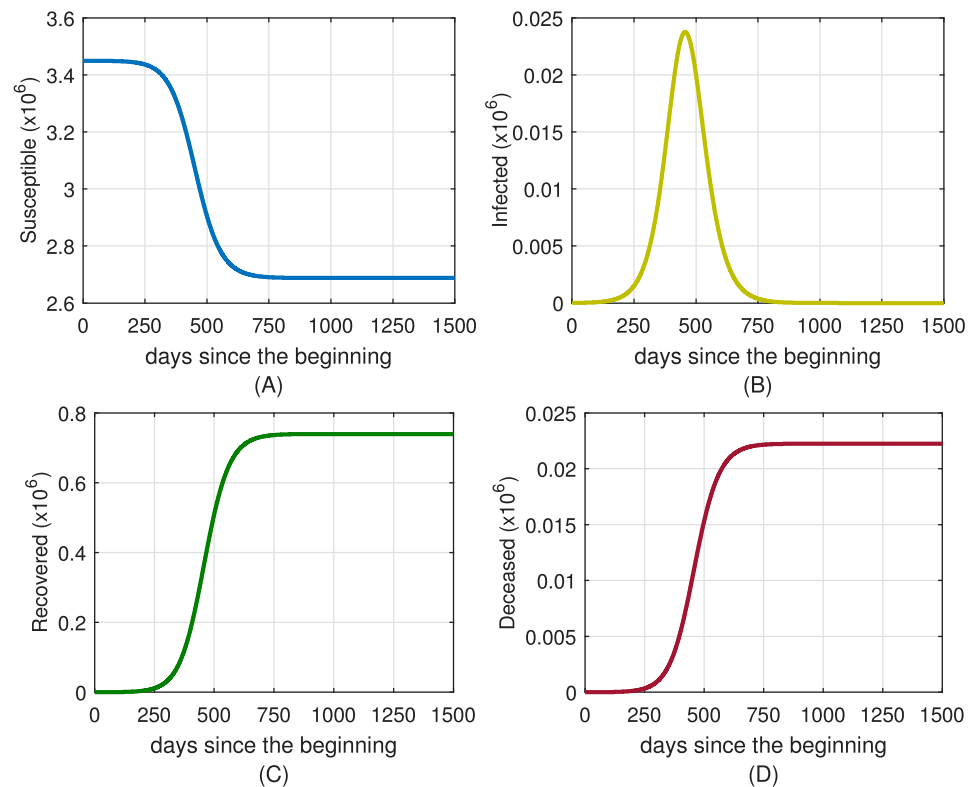 3.6
3.4
3.2
3
2.8
2.6
Susceptible (x10^6)
0 250 500 750 1000 1250 1500
days since the beginning
(A)
0.025
0.02
0.015
0.01
0.005
0
Infected (x10^6)
0 250 500 750 1000 1250 1500
days since the beginning
(B)
0.8
0.6
0.4
0.2
0
Recovered (x10^6)
0 250 500 750 1000 1250 1500
days since the beginning
(C)
0.025
0.02
0.015
0.01
0.005
0
Deceased (x10^6)
0 250 500 750 1000 1250 1500
days since the beginning
(D)